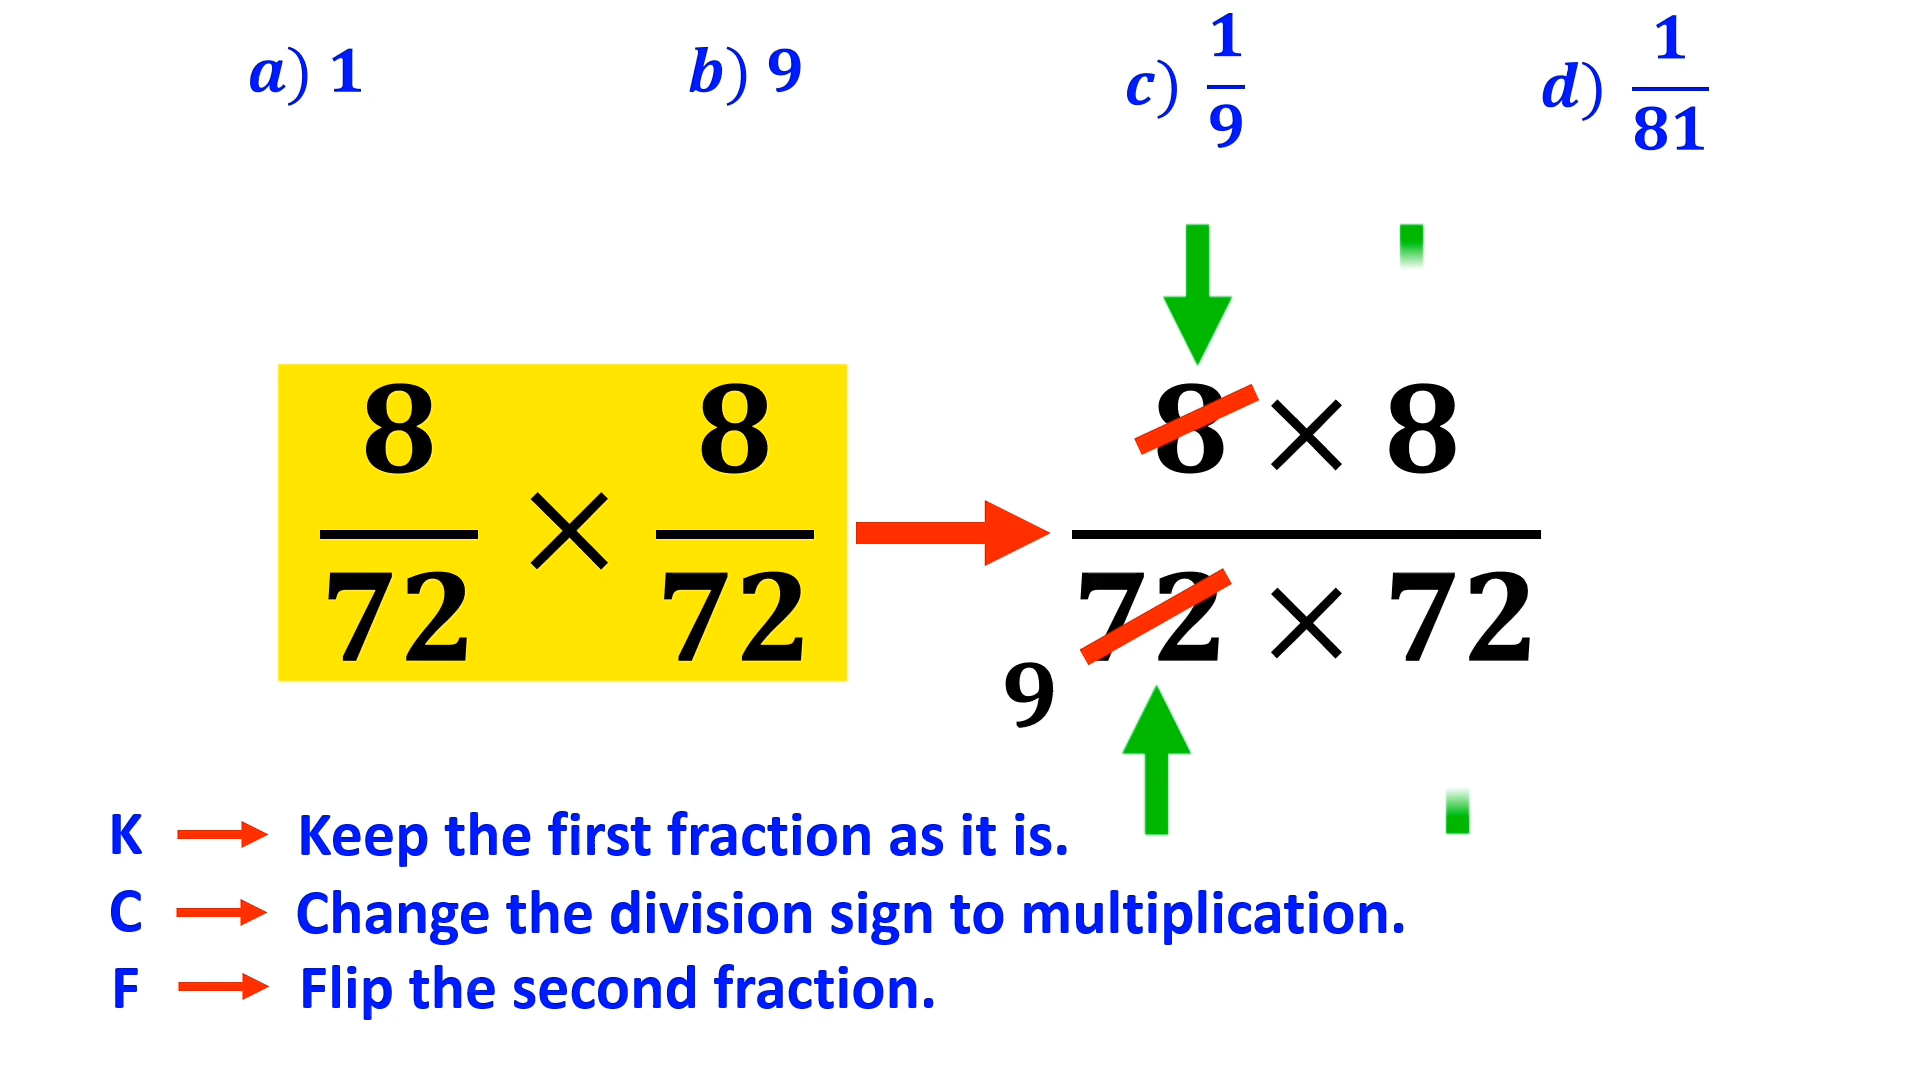 a) 1 b) 9 c) 1/9 d) 1/81
8/72 × 8/72 → 8 × 8 / 72 × 72
9
K → Keep the first fraction as it is.
C → Change the division sign to multiplication.
F → Flip the second fraction.